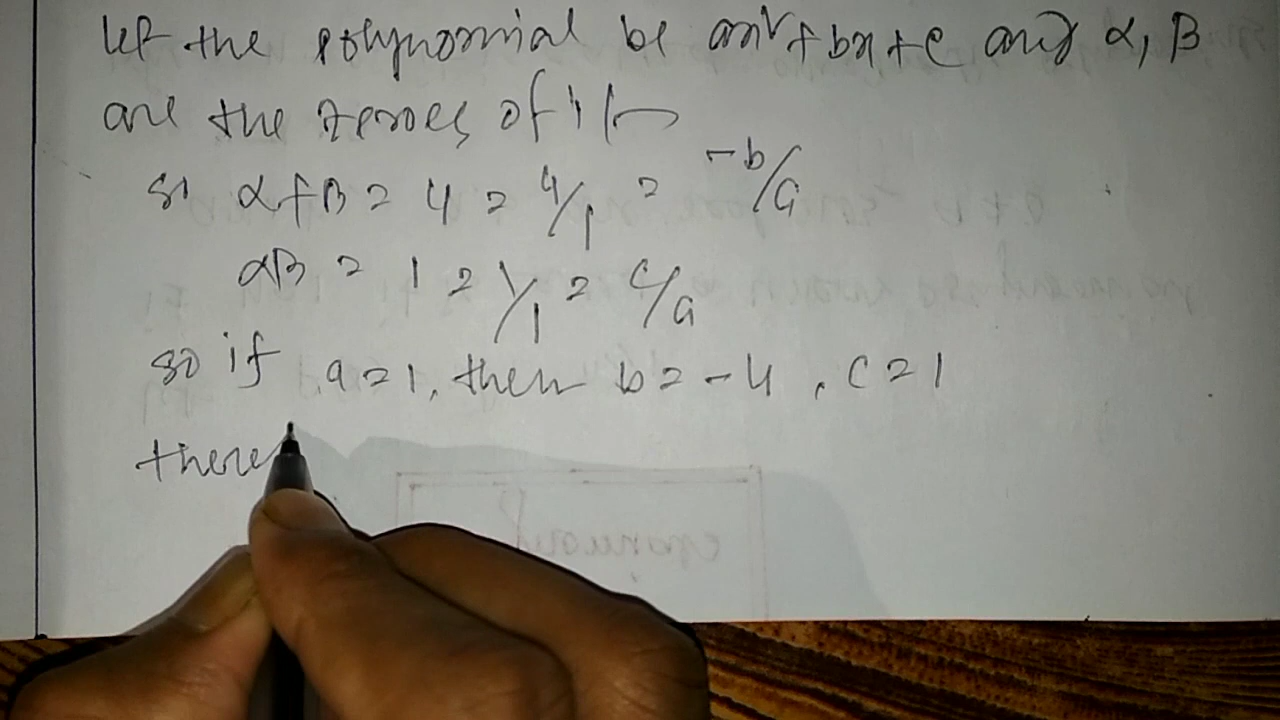 let the polynomial be ax²+bx+c and α, β
are the zeroes of it
so α+β = 4 = 4/1 = -b/a
αβ = 1 = 1/1 = c/a
so if a=1, then b=-4, c=1
there